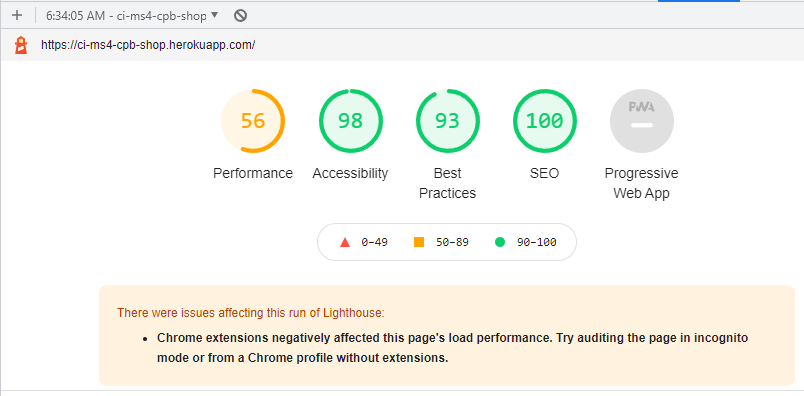 6:34:05 AM - ci-ms4-cpb-shop
https://ci-ms4-cpb-shop.herokuapp.com/
56 98 93 100 PWA
Performance Accessibility Best Practices SEO Progressive Web App
0–49 50–89 90–100
There were issues affecting this run of Lighthouse:
• Chrome extensions negatively affected this page's load performance. Try auditing the page in incognito
mode or from a Chrome profile without extensions.